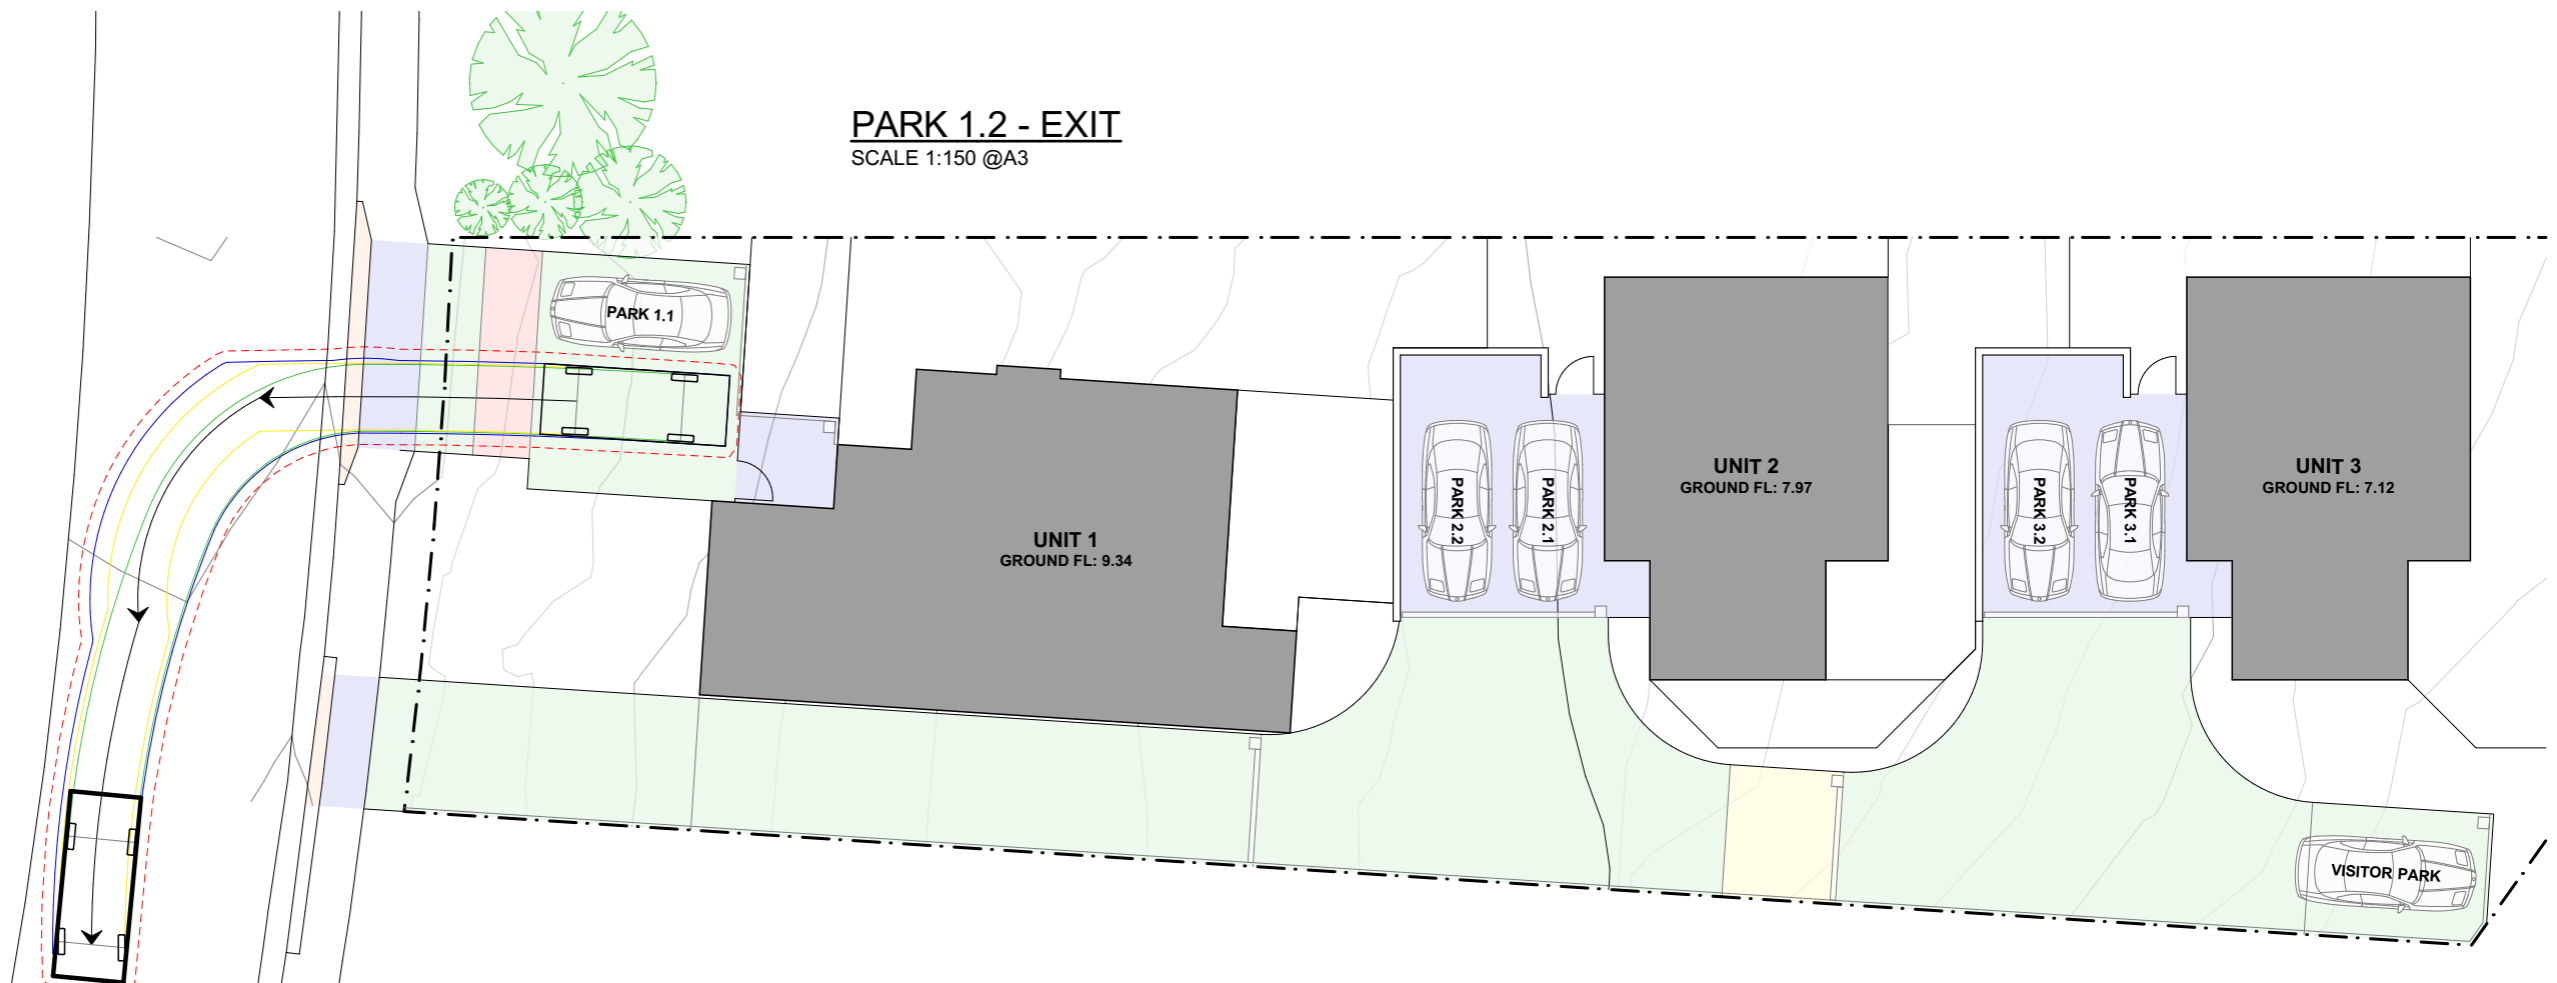 PARK 1.2 - EXIT
SCALE 1:150 @A3
PARK 1.1
UNIT 1
GROUND FL: 9.34
PARK 2.2
PARK 2.1
UNIT 2
GROUND FL: 7.97
PARK 3.2
PARK 3.1
UNIT 3
GROUND FL: 7.12
VISITOR PARK